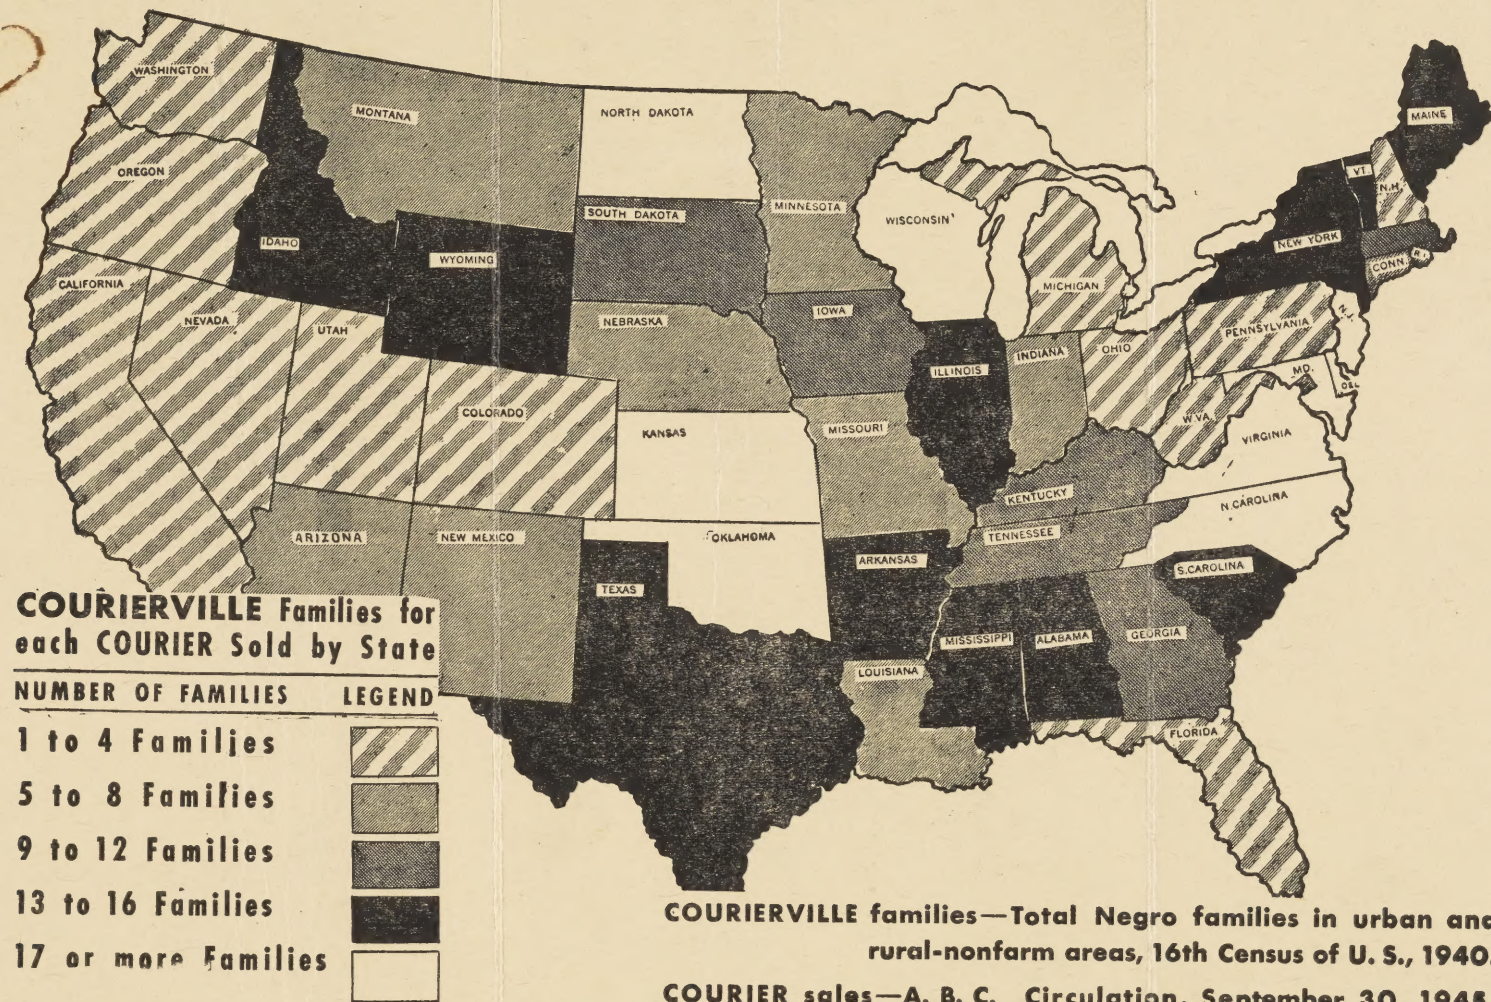 WASHINGTON
MONTANA
NORTH DAKOTA
MAINE
OREGON
VT.
N.H.
SOUTH DAKOTA
MINNESOTA
WISCONSIN
IDAHO
WYOMING
NEW YORK
CONN.
R.I.
CALIFORNIA
MICHIGAN
NEVADA
UTAH
NEBRASKA
IOWA
N.J.
PENNSYLVANIA
OHIO
INDIANA
ILLINOIS
MD.
DEL
COLORADO
W.VA.
KANSAS
MISSOURI
VIRGINIA
KENTUCKY
N.CAROLINA
ARIZONA
NEW MEXICO
OKLAHOMA
TENNESSEE
ARKANSAS
S.CAROLINA
TEXAS
MISSISSIPPI
ALABAMA
GEORGIA
LOUISIANA
FLORIDA
COURIERVILLE Families for
each COURIER Sold by State
NUMBER OF FAMILIES LEGEND
1 to 4 Families
5 to 8 Families
9 to 12 Families
13 to 16 Families
17 or more Families
COURIERVILLE families—Total Negro families in urban and
rural-nonfarm areas, 16th Census of U. S., 1940.
COURIER sales—A. B. C. Circulation, September 30, 1945.